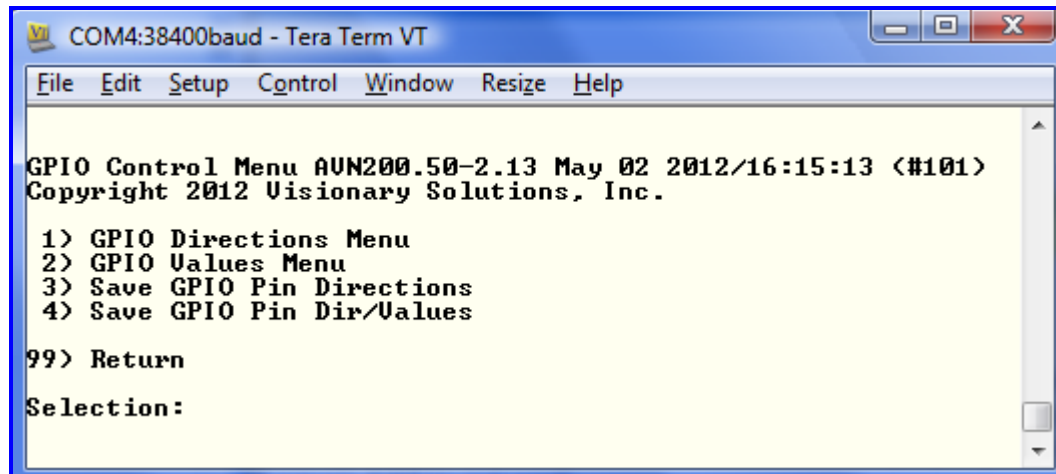 COM4:38400baud - Tera Term VT
File Edit Setup Control Window Resize Help
GPIO Control Menu AVN200.50-2.13 May 02 2012/16:15:13 (#101)
Copyright 2012 Visionary Solutions, Inc.
1) GPIO Directions Menu
2) GPIO Values Menu
3) Save GPIO Pin Directions
4) Save GPIO Pin Dir/Values
99) Return
Selection: